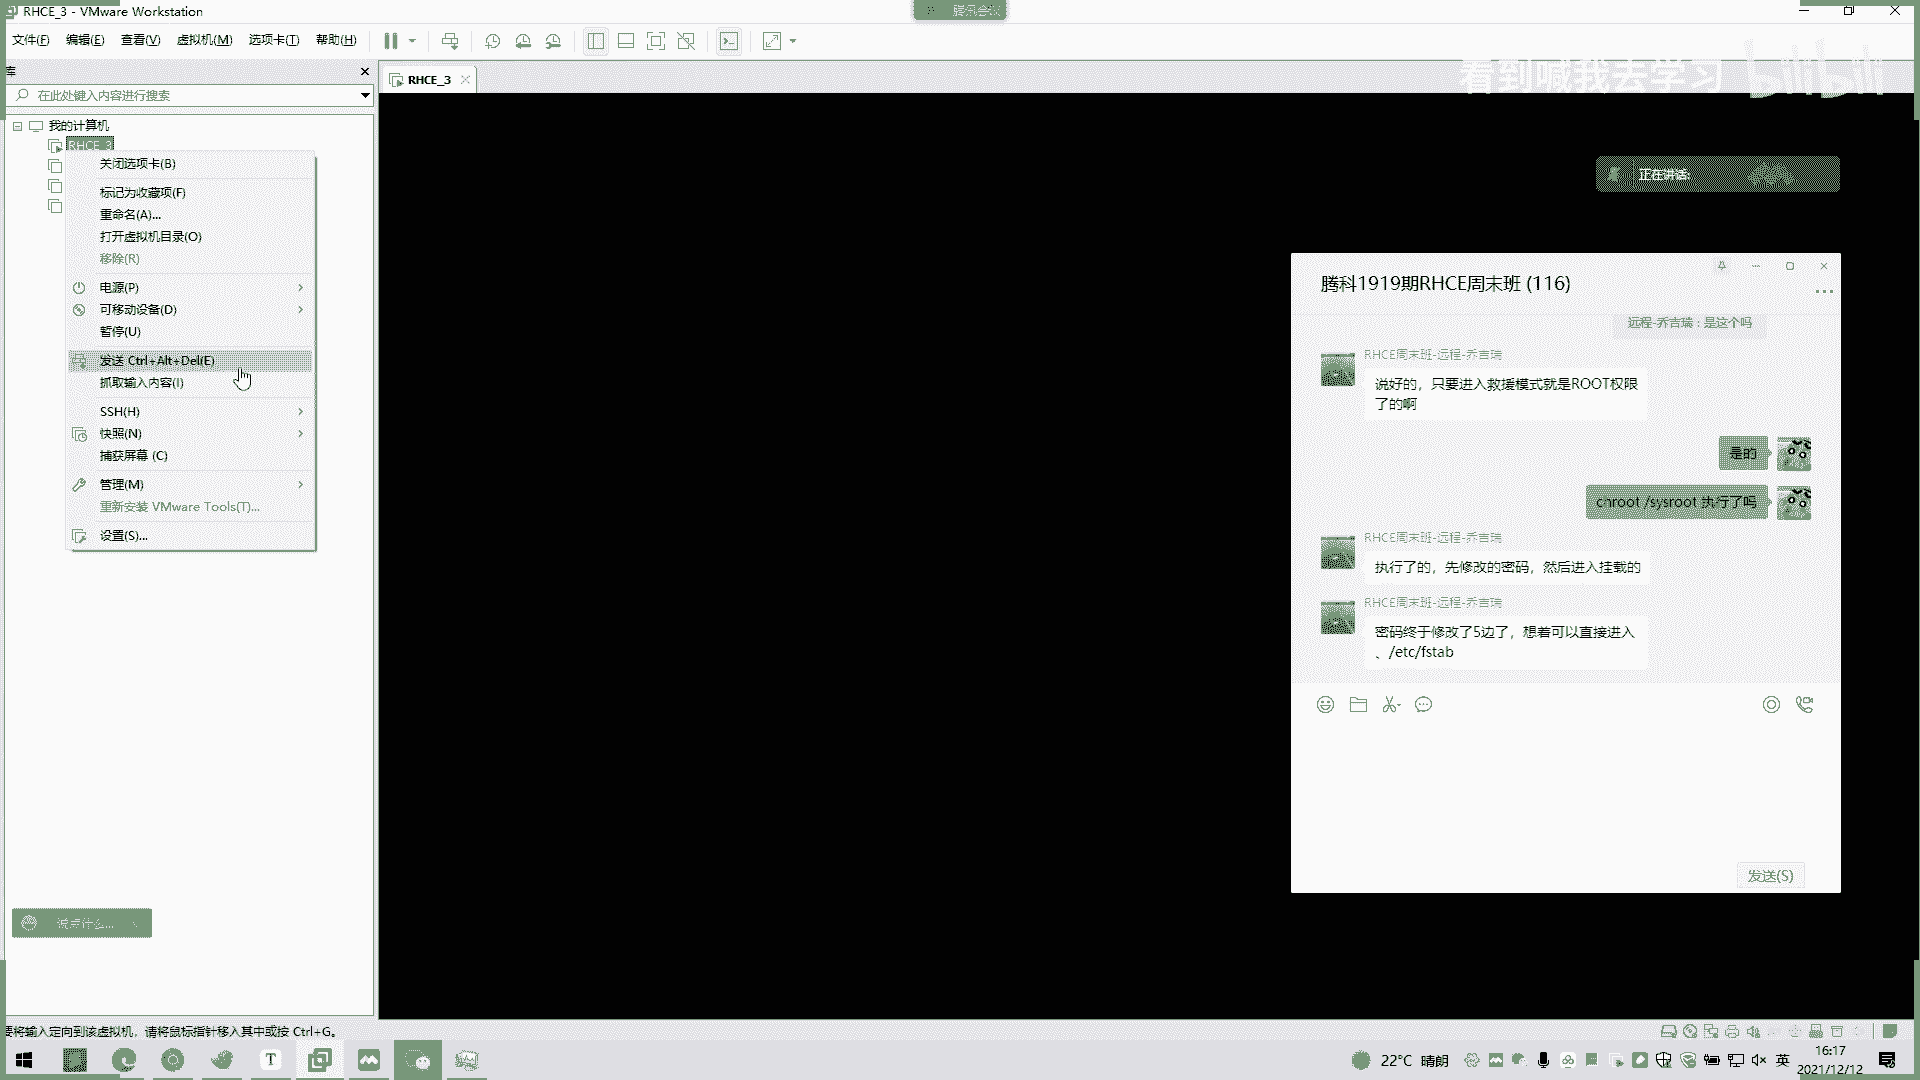 RHCE_3 - VMware Workstation
腾讯会议
文件(F) 编辑(E) 查看(V) 虚拟机(M) 选项卡(T) 帮助(H)
库
RHCE_3
看到喊我去学习 bilibili
在此处键入内容进行搜索
我的计算机
RHCE_3
关闭选项卡(B)
标记为收藏项(F)
重命名(A)...
打开虚拟机目录(O)
移除(R)
电源(P)
可移动设备(D)
暂停(U)
发送 Ctrl+Alt+Del(E)
抓取输入内容(I)
SSH(H)
快照(N)
捕获屏幕 (C)
管理(M)
重新安装 VMware Tools(T)...
设置(S)...
正在讲话:
腾科1919期RHCE周末班 (116)
远程-乔吉瑞 : 是这个吗
RHCE周末班-远程-乔吉瑞
说好的，只要进入救援模式就是ROOT权限
了的啊
是的
chroot /sysroot 执行了吗
RHCE周末班-远程-乔吉瑞
执行了的，先修改的密码，然后进入挂载的
RHCE周末班-远程-乔吉瑞
密码终于修改了5边了，想着可以直接进入
、/etc/fstab
发送(S)
说点什么...
要将输入定向到该虚拟机，请将鼠标指针移入其中或按 Ctrl+G。
22°C 晴朗
英
16:17
2021/12/12